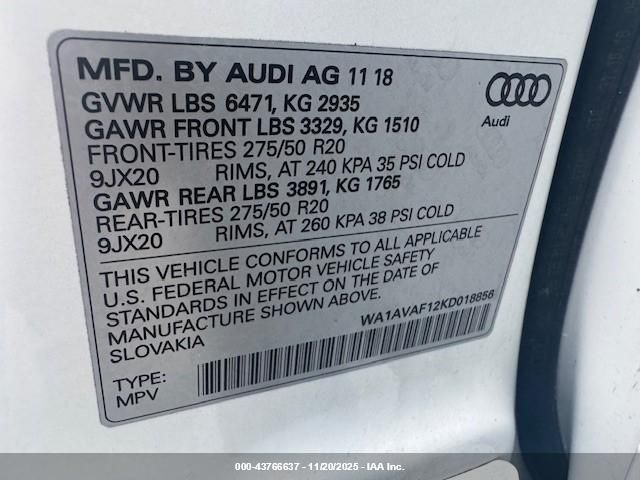 MFD. BY AUDI AG 11 18
GVWR LBS 6471, KG 2935
GAWR FRONT LBS 3329, KG 1510
FRONT-TIRES 275/50 R20
9JX20 RIMS, AT 240 KPA 35 PSI COLD
GAWR REAR LBS 3891, KG 1765
REAR-TIRES 275/50 R20
9JX20 RIMS, AT 260 KPA 38 PSI COLD
Audi
THIS VEHICLE CONFORMS TO ALL APPLICABLE
U.S. FEDERAL MOTOR VEHICLE SAFETY
STANDARDS IN EFFECT ON THE DATE OF
MANUFACTURE SHOWN ABOVE.
SLOVAKIA
WA1AVAF12KD018856
TYPE:
MPV
000-43766637 - 11/20/2025 - IAA Inc.